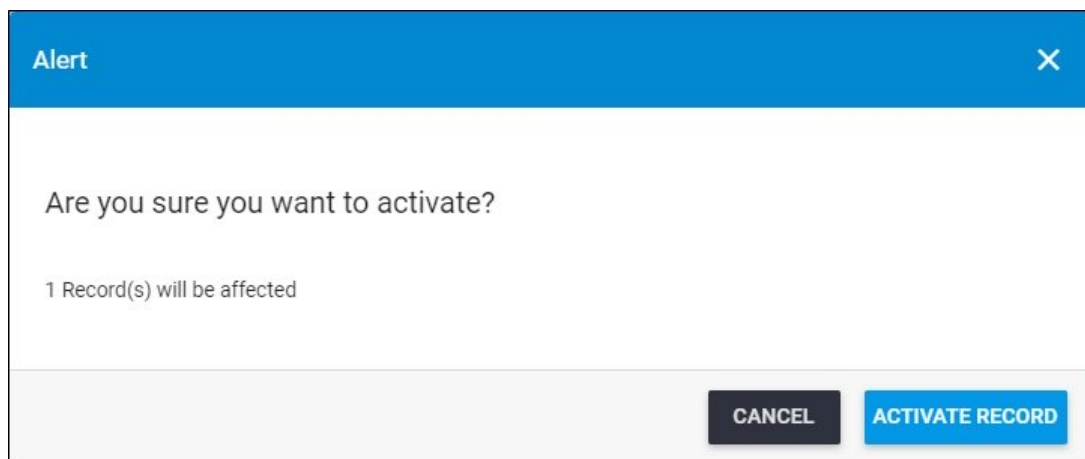 Alert
Are you sure you want to activate?
1 Record(s) will be affected
CANCEL ACTIVATE RECORD